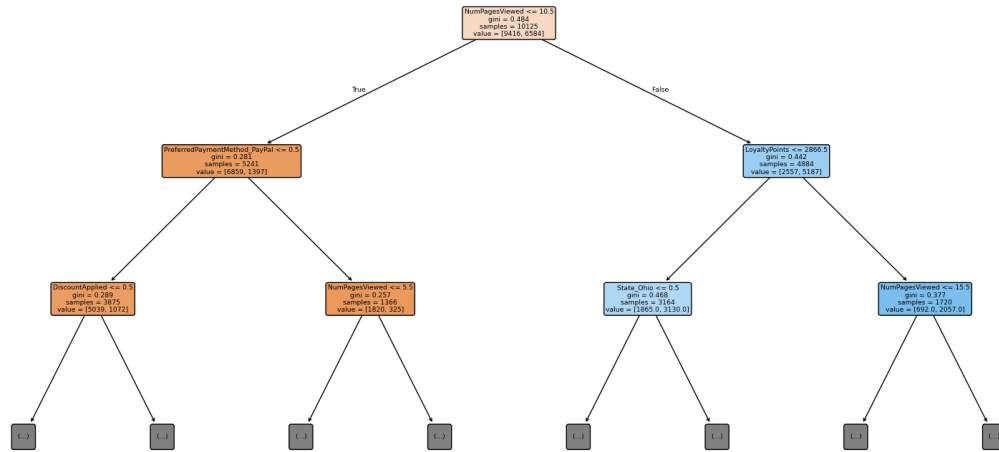 NumPagesViewed <= 10.5
gini = 0.484
samples = 10125
value = [9416, 6584]
True
False
PreferredPaymentMethod_PayPal <= 0.5
gini = 0.281
samples = 5241
value = [6859, 1397]
LoyaltyPoints <= 2866.5
gini = 0.442
samples = 4884
value = [2557, 5187]
DiscountApplied <= 0.5
gini = 0.289
samples = 3875
value = [5039, 1072]
NumPagesViewed <= 5.5
gini = 0.257
samples = 1366
value = [1820, 325]
State_Ohio <= 0.5
gini = 0.468
samples = 3164
value = [1865.0, 3130.0]
NumPagesViewed <= 15.5
gini = 0.377
samples = 1720
value = [692.0, 2057.0]
(...)
(...)
(...)
(...)
(...)
(...)
(...)
(...)